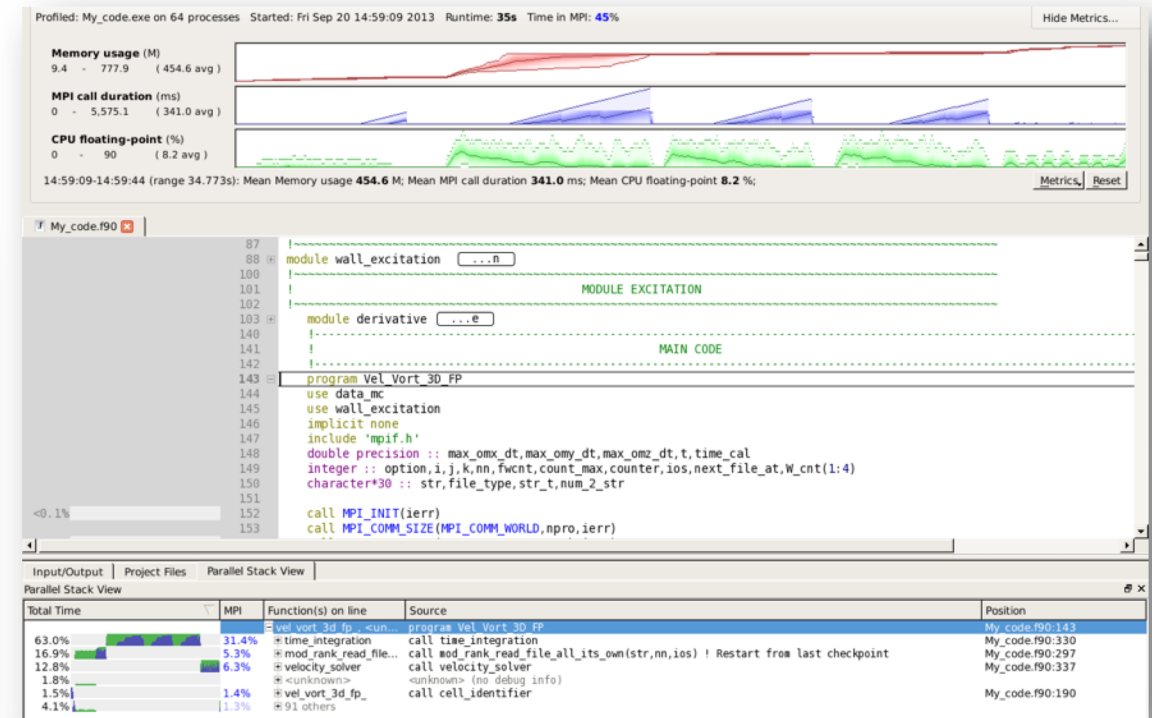 Profiled: My_code.exe on 64 processes Started: Fri Sep 20 14:59:09 2013 Runtime: 35s Time in MPI: 45%
Hide Metrics...
Memory usage (M)
9.4 - 777.9 ( 454.6 avg )
MPI call duration (ms)
0 - 5,575.1 ( 341.0 avg )
CPU floating-point (%)
0 - 90 ( 8.2 avg )
14:59:09-14:59:44 (range 34.773s): Mean Memory usage 454.6 M; Mean MPI call duration 341.0 ms; Mean CPU floating-point 8.2 %;
Metrics
Reset
My_code.f90
87 !~~~~~~~~~~~~~~~~~~~~~~~~~~~~~~~~~~~~~~~~~~~~~~~~~~~~~~~~~~~~
88 module wall_excitation ...n
100 !~~~~~~~~~~~~~~~~~~~~~~~~~~~~~~~~~~~~~~~~~~~~~~~~~~~~~~~~~~~~
101 ! MODULE EXCITATION
102 !~~~~~~~~~~~~~~~~~~~~~~~~~~~~~~~~~~~~~~~~~~~~~~~~~~~~~~~~~~~~
103 module derivative ...e
140 !------------------------------------------------------------
141 ! MAIN CODE
142 !------------------------------------------------------------
143 program Vel_Vort_3D_FP
144 use data_mc
145 use wall_excitation
146 implicit none
147 include 'mpif.h'
148 double precision :: max_omx_dt,max_omy_dt,max_omz_dt,t,time_cal
149 integer :: option,i,j,k,nn,fwcnt,count_max,counter,ios,next_file_at,W_cnt(1:4)
150 character*30 :: str,file_type,str_t,num_2_str
151
<0.1% 152 call MPI_INIT(ierr)
153 call MPI_COMM_SIZE(MPI_COMM_WORLD,npro,ierr)
Input/Output Project Files Parallel Stack View
Parallel Stack View
Total Time MPI Function(s) on line Source Position
vel_vort_3d_fp_, <un... program Vel_Vort_3D_FP My_code.f90:143
63.0% 31.4% time_integration call time_integration My_code.f90:330
16.9% 5.3% mod_rank_read_file... call mod_rank_read_file_all_its_own(str,nn,ios) ! Restart from last checkpoint My_code.f90:297
12.8% 6.3% velocity_solver call velocity_solver My_code.f90:337
1.8% <unknown> <unknown> (no debug info)
1.5% 1.4% vel_vort_3d_fp_ call cell_identifier My_code.f90:190
4.1% 1.3% 91 others